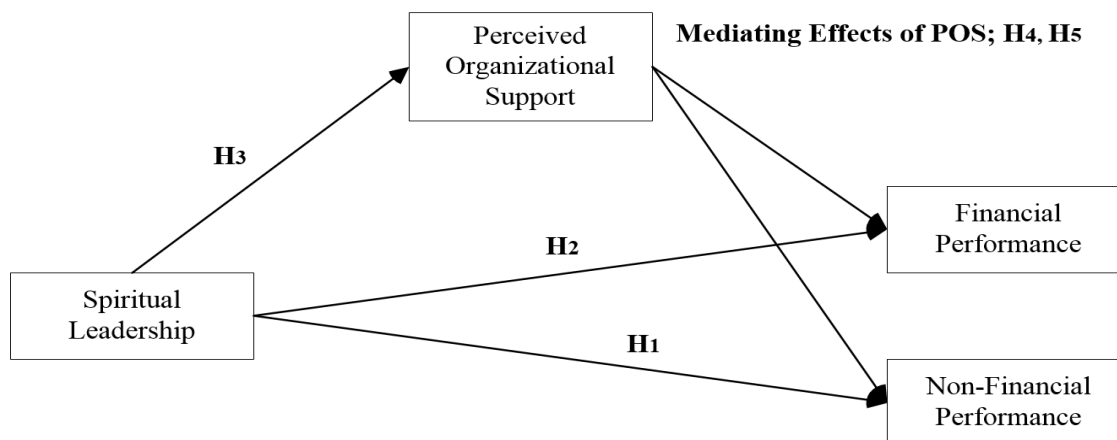 Perceived
Organizational
Support
Mediating Effects of POS; H4, H5
H3
Financial
Performance
H2
Spiritual
Leadership
H1
Non-Financial
Performance